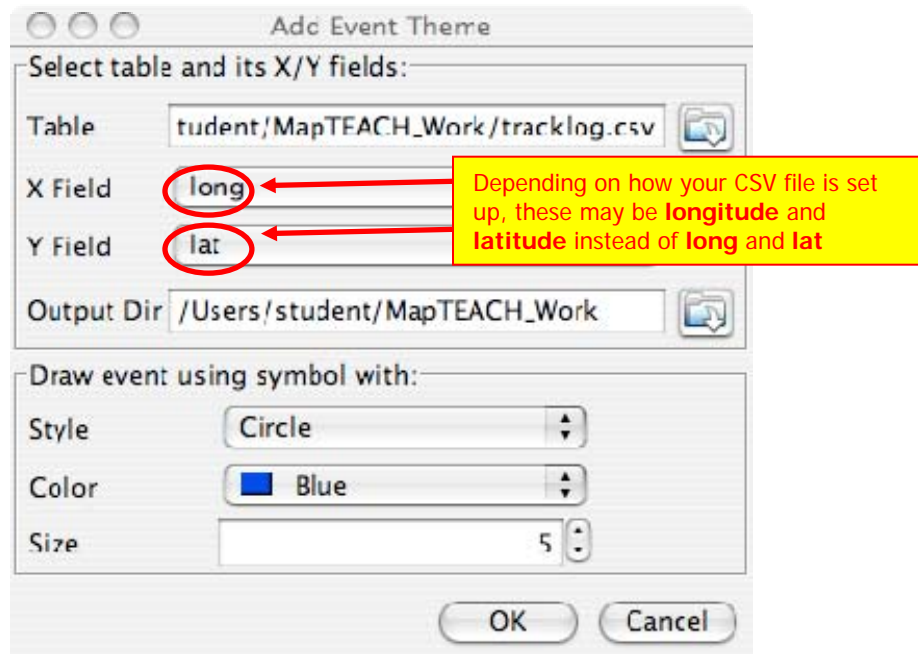 Add Event Theme
Select table and its X/Y fields:
Table tudent/MapTEACH_Work/tracklog.csv
X Field long
Depending on how your CSV file is set
up, these may be longitude and
latitude instead of long and lat
Y Field lat
Output Dir /Users/student/MapTEACH_Work
Draw event using symbol with:
Style Circle
Color Blue
Size 5
OK Cancel